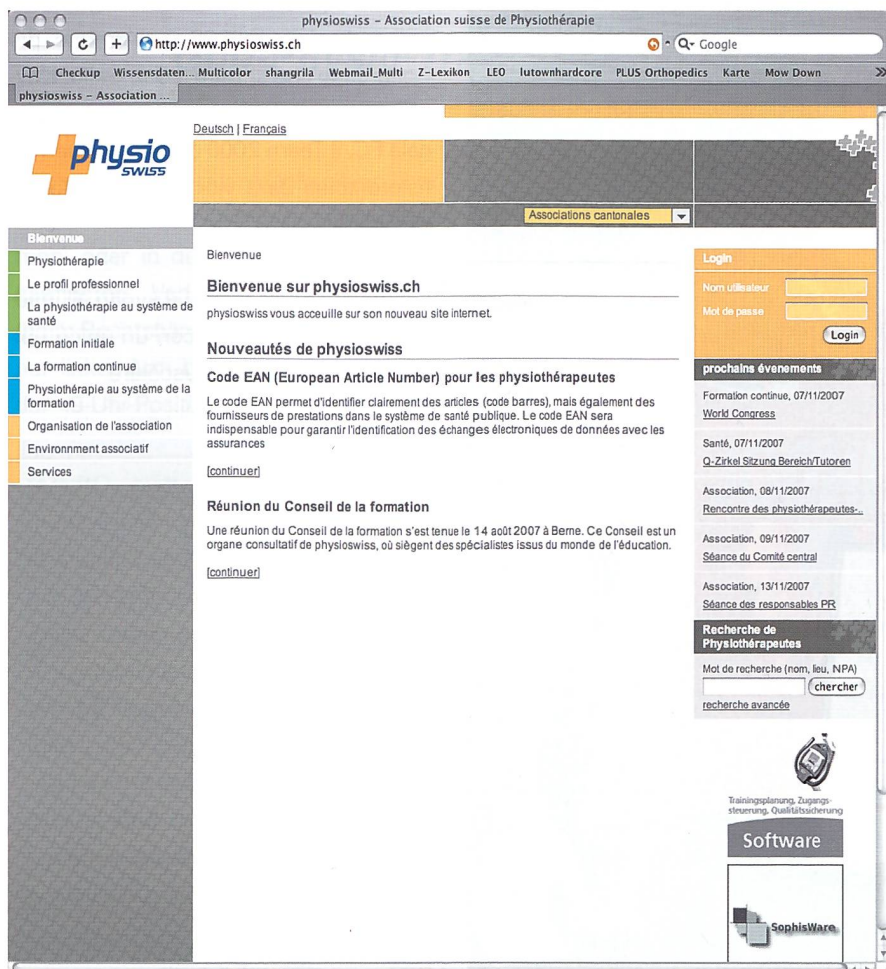 physioswiss – Association suisse de Physiothérapie
http://www.physioswiss.ch
Google
Checkup Wissensdaten... Multicolor shangrila Webmail_Multi Z-Lexikon LEO lutownhardcore PLUS Orthopedics Karte Mow Down
physioswiss – Association ...
Deutsch | Français
physio
swiss
Associations cantonales
Bienvenue
Physiothérapie
Le profil professionnel
La physiothérapie au système de
santé
Formation initiale
La formation continue
Physiothérapie au système de la
formation
Organisation de l'association
Environnment associatif
Services
Bienvenue
Bienvenue sur physioswiss.ch
physioswiss vous acceuille sur son nouveau site internet.
Nouveautés de physioswiss
Code EAN (European Article Number) pour les physiothérapeutes
Le code EAN permet d'identifier clairement des articles (code barres), mais également des
fournisseurs de prestations dans le système de santé publique. Le code EAN sera
indispensable pour garantir l'identification des échanges électroniques de données avec les
assurances
[continuer]
Réunion du Conseil de la formation
Une réunion du Conseil de la formation s'est tenue le 14 août 2007 à Berne. Ce Conseil est un
organe consultatif de physioswiss, où siègent des spécialistes issus du monde de l'éducation.
[continuer]
Login
Nom utilisateur
Mot de passe
Login
prochains évenements
Formation continue, 07/11/2007
World Congress
Santé, 07/11/2007
Q-Zirkel Sitzung Bereich/Tutoren
Association, 08/11/2007
Rencontre des physiothérapeutes-..
Association, 09/11/2007
Séance du Comité central
Association, 13/11/2007
Séance des responsables PR
Recherche de
Physiothérapeutes
Mot de recherche (nom, lieu, NPA)
chercher
recherche avancée
Trainingsplanung, Zugangs-
steuerung, Qualitätssicherung
Software
SophisWare